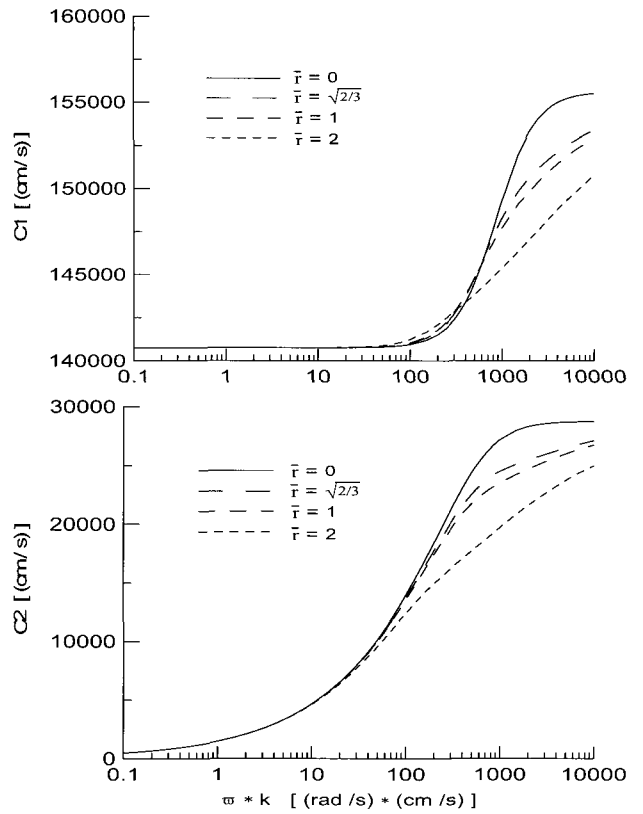 160000
155000
150000
145000
140000
C1 [ (cm/s)]
r̄ = 0
r̄ = √2/3
r̄ = 1
r̄ = 2
0.1 1 10 100 1000 10000
30000
20000
10000
0
C2 [ (cm/s)]
r̄ = 0
r̄ = √2/3
r̄ = 1
r̄ = 2
0.1 1 10 100 1000 10000
ϖ * k [ (rad /s) * (cm /s) ]